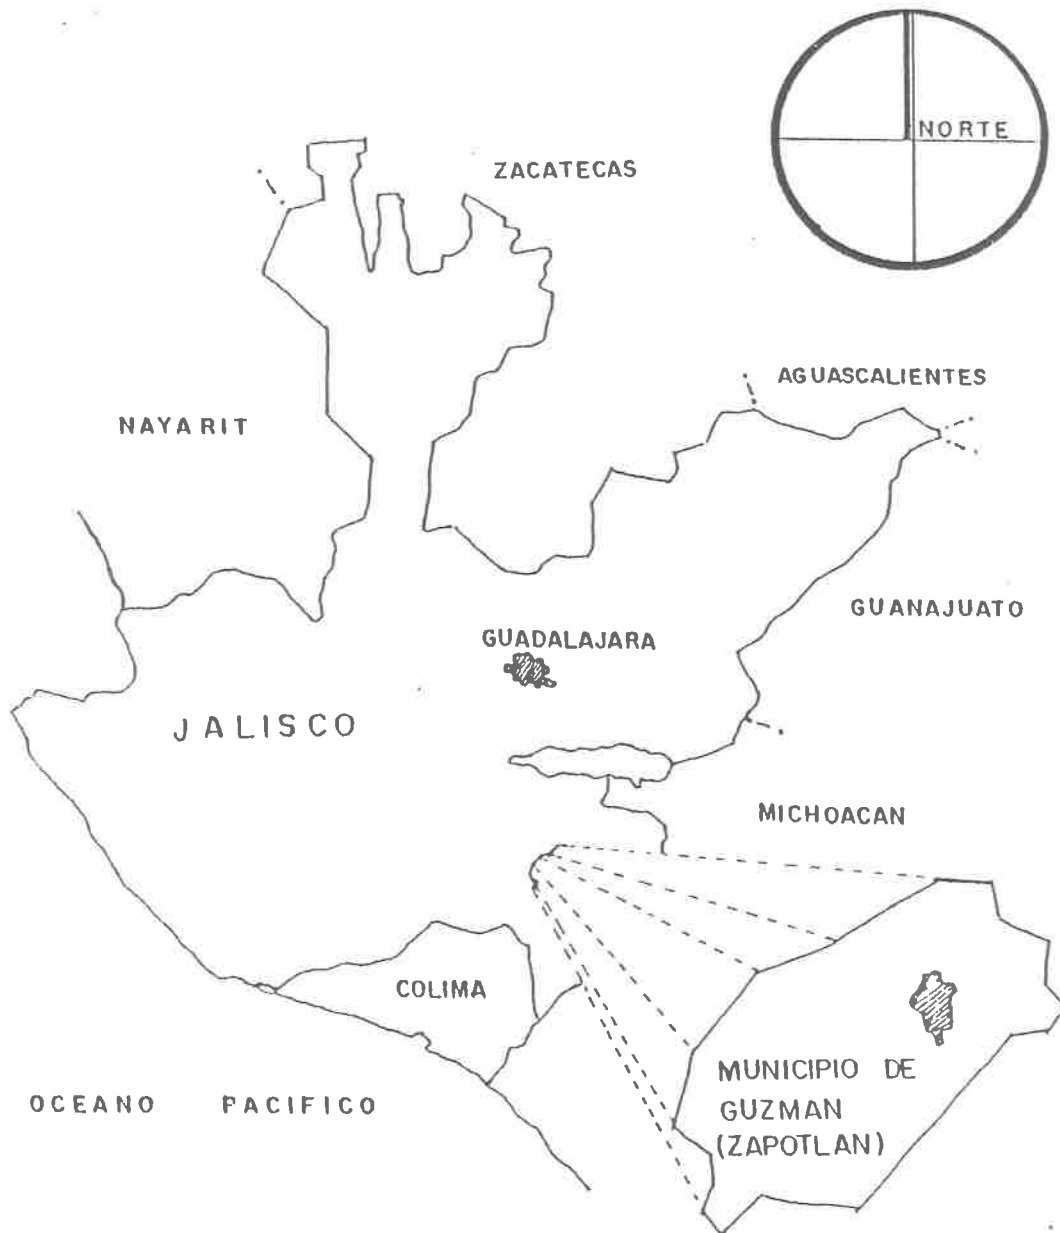 NORTE
ZACATECAS
AGUASCALIENTES
NAYARIT
GUANAJUATO
GUADALAJARA
JALISCO
MICHOACAN
COLIMA
MUNICIPIO DE
GUZMAN
(ZAPOTLAN)
OCEANO PACIFICO